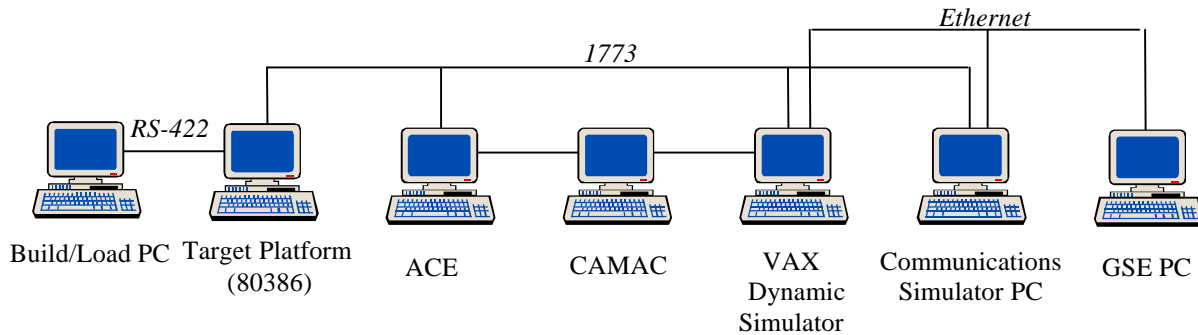 Ethernet
1773
RS-422
Build/Load PC
Target Platform
(80386)
ACE
CAMAC
VAX
Dynamic
Simulator
Communications
Simulator PC
GSE PC